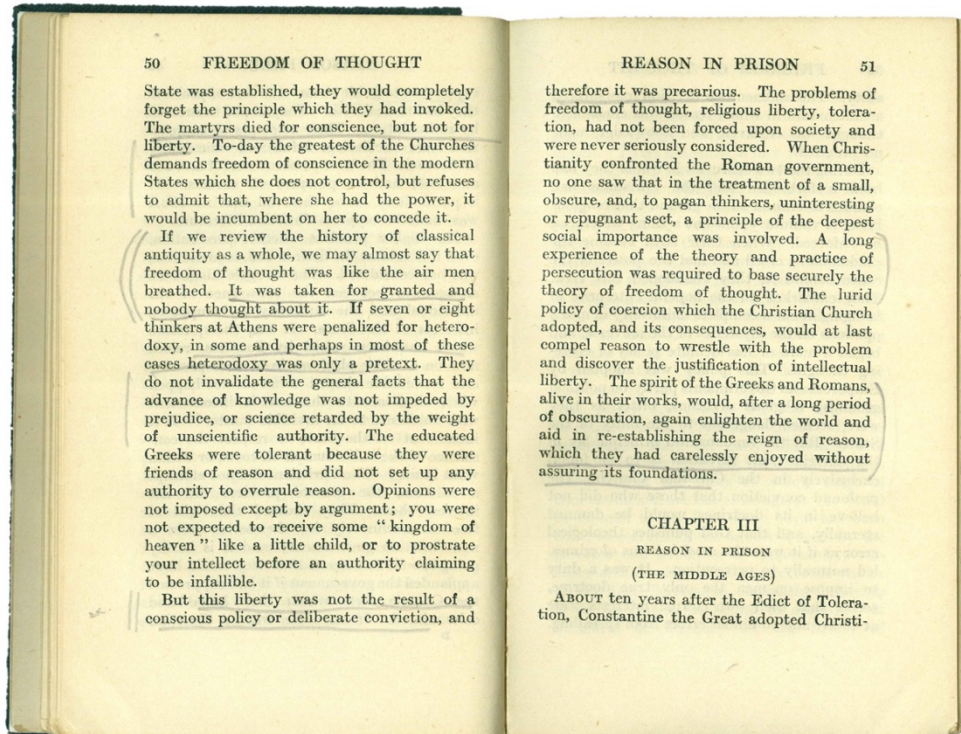 50 FREEDOM OF THOUGHT
State was established, they would completely
forget the principle which they had invoked.
The martyrs died for conscience, but not for
liberty. To-day the greatest of the Churches
demands freedom of conscience in the modern
States which she does not control, but refuses
to admit that, where she had the power, it
would be incumbent on her to concede it.
If we review the history of classical
antiquity as a whole, we may almost say that
freedom of thought was like the air men
breathed. It was taken for granted and
nobody thought about it. If seven or eight
thinkers at Athens were penalized for hetero-
doxy, in some and perhaps in most of these
cases heterodoxy was only a pretext. They
do not invalidate the general facts that the
advance of knowledge was not impeded by
prejudice, or science retarded by the weight
of unscientific authority. The educated
Greeks were tolerant because they were
friends of reason and did not set up any
authority to overrule reason. Opinions were
not imposed except by argument; you were
not expected to receive some “ kingdom of
heaven ” like a little child, or to prostrate
your intellect before an authority claiming
to be infallible.
But this liberty was not the result of a
conscious policy or deliberate conviction, and
REASON IN PRISON 51
therefore it was precarious. The problems of
freedom of thought, religious liberty, tolera-
tion, had not been forced upon society and
were never seriously considered. When Chris-
tianity confronted the Roman government,
no one saw that in the treatment of a small,
obscure, and, to pagan thinkers, uninteresting
or repugnant sect, a principle of the deepest
social importance was involved. A long
experience of the theory and practice of
persecution was required to base securely the
theory of freedom of thought. The lurid
policy of coercion which the Christian Church
adopted, and its consequences, would at last
compel reason to wrestle with the problem
and discover the justification of intellectual
liberty. The spirit of the Greeks and Romans,
alive in their works, would, after a long period
of obscuration, again enlighten the world and
aid in re-establishing the reign of reason,
which they had carelessly enjoyed without
assuring its foundations.
CHAPTER III
REASON IN PRISON
(THE MIDDLE AGES)
ABOUT ten years after the Edict of Tolera-
tion, Constantine the Great adopted Christi-